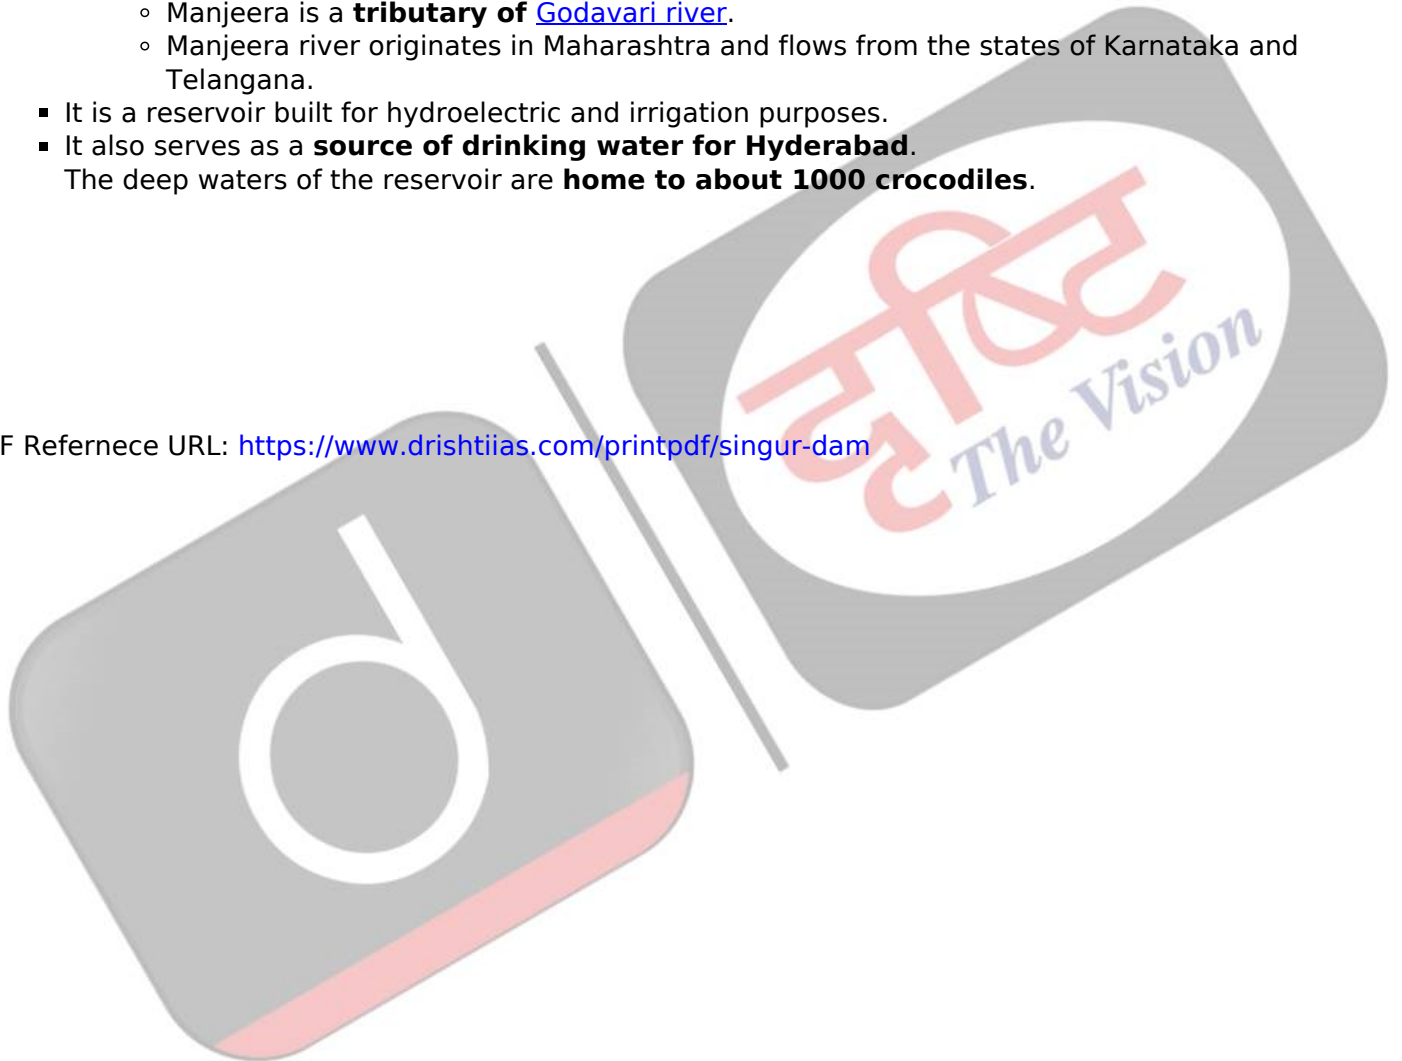 Manjeera is a tributary of Godavari river.
Manjeera river originates in Maharashtra and flows from the states of Karnataka and
Telangana.
It is a reservoir built for hydroelectric and irrigation purposes.
It also serves as a source of drinking water for Hyderabad.
The deep waters of the reservoir are home to about 1000 crocodiles.
F Refernece URL: https://www.drishtiias.com/printpdf/singur-dam
दृष्टि
The Vision
d